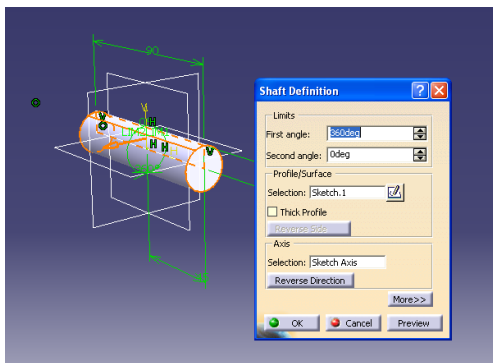 90
V
H
V
H H
V
45
Shaft Definition
Limits
First angle: 360deg
Second angle: 0deg
Profile/Surface
Selection: Sketch.1
Thick Profile
Reverse Side
Axis
Selection: Sketch Axis
Reverse Direction
More>>
OK Cancel Preview